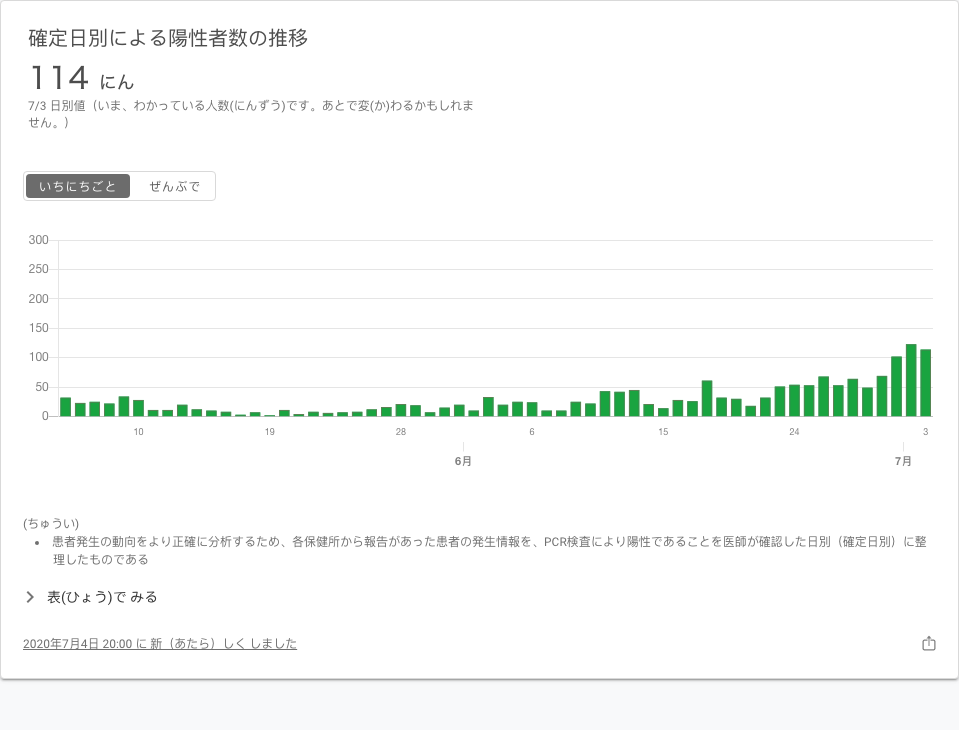 確定日別による陽性者数の推移
114 にん
7/3 日別値（いま、わかっている人数(にんずう)です。あとで変(か)わるかもしれま
せん。）
いちにちごと ぜんぶで
300
250
200
150
100
50
0
10 19 28 6 15 24 3
6月 7月
(ちゅうい)
• 患者発生の動向をより正確に分析するため、各保健所から報告があった患者の発生情報を、PCR検査により陽性であることを医師が確認した日別（確定日別）に整
理したものである
表(ひょう)で みる
2020年7月4日 20:00 に 新（あたら）しく しました